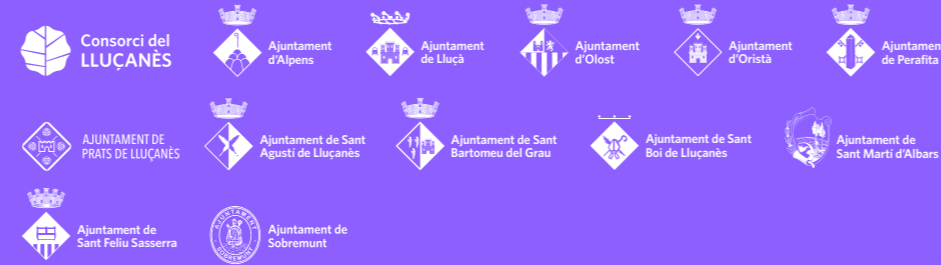 Consorci del
LLUÇANÈS
Ajuntament
d'Alpens
Ajuntament
de Lluçà
Ajuntament
d'Olost
Ajuntament
d'Oristà
Ajuntamen
de Perafita
AJUNTAMENT DE
PRATS DE LLUÇANÈS
Ajuntament de Sant
Agustí de Lluçanès
Ajuntament de Sant
Bartomeu del Grau
Ajuntament de Sant
Boi de Lluçanès
Ajuntament de
Sant Martí d'Albars
Ajuntament de
Sant Feliu Sasserra
AJUNTAMENT
SOBREMUNT
Ajuntament de
Sobremunt